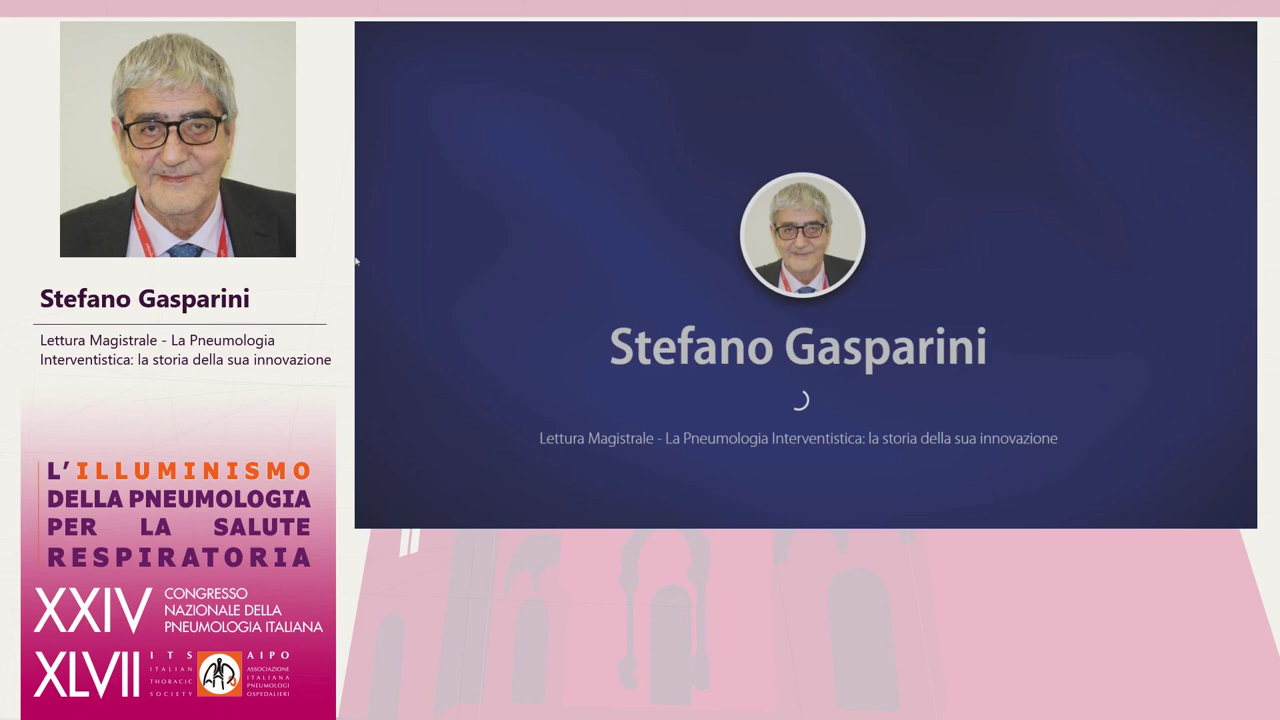 Stefano Gasparini
Lettura Magistrale - La Pneumologia
Interventistica: la storia della sua innovazione
L'ILLUMINISMO
DELLA PNEUMOLOGIA
PER LA SALUTE
RESPIRATORIA
XXIV CONGRESSO
NAZIONALE DELLA
PNEUMOLOGIA ITALIANA
XLVII
ITS
ITALIAN
THORACIC
SOCIETY
AIPO
ASSOCIAZIONE
ITALIANA
PNEUMOLOGI
OSPEDALIERI
Stefano Gasparini
Lettura Magistrale - La Pneumologia Interventistica: la storia della sua innovazione